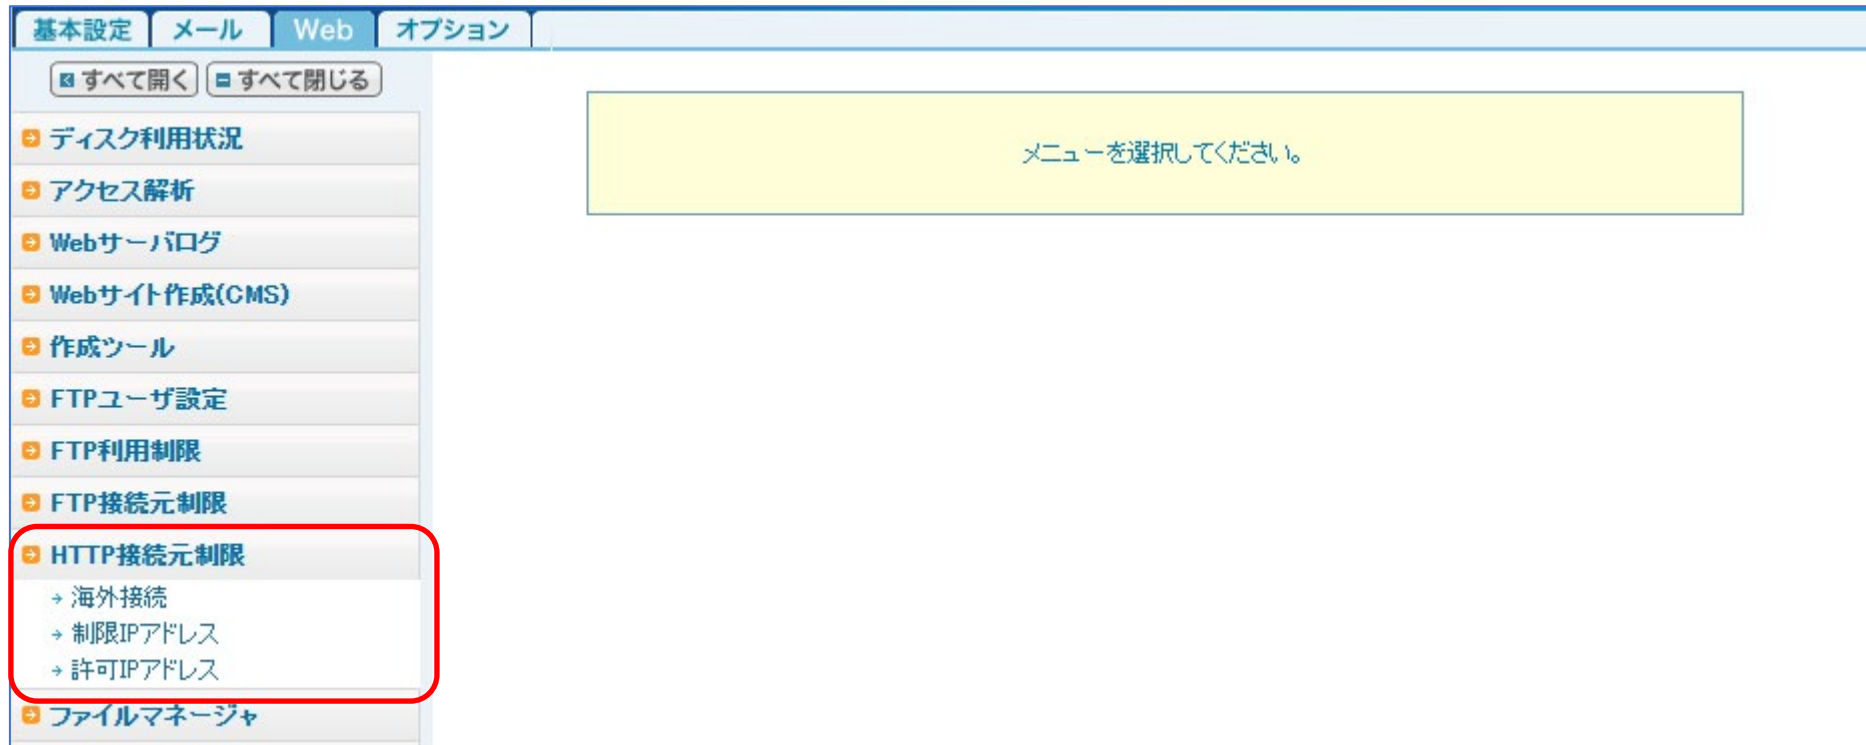 基本設定 メール Web オプション
すべて開く すべて閉じる
ディスク利用状況
メニューを選択してください。
アクセス解析
Webサーバログ
Webサイト作成(CMS)
作成ツール
FTPユーザ設定
FTP利用制限
FTP接続元制限
HTTP接続元制限
海外接続
制限IPアドレス
許可IPアドレス
ファイルマネージャ